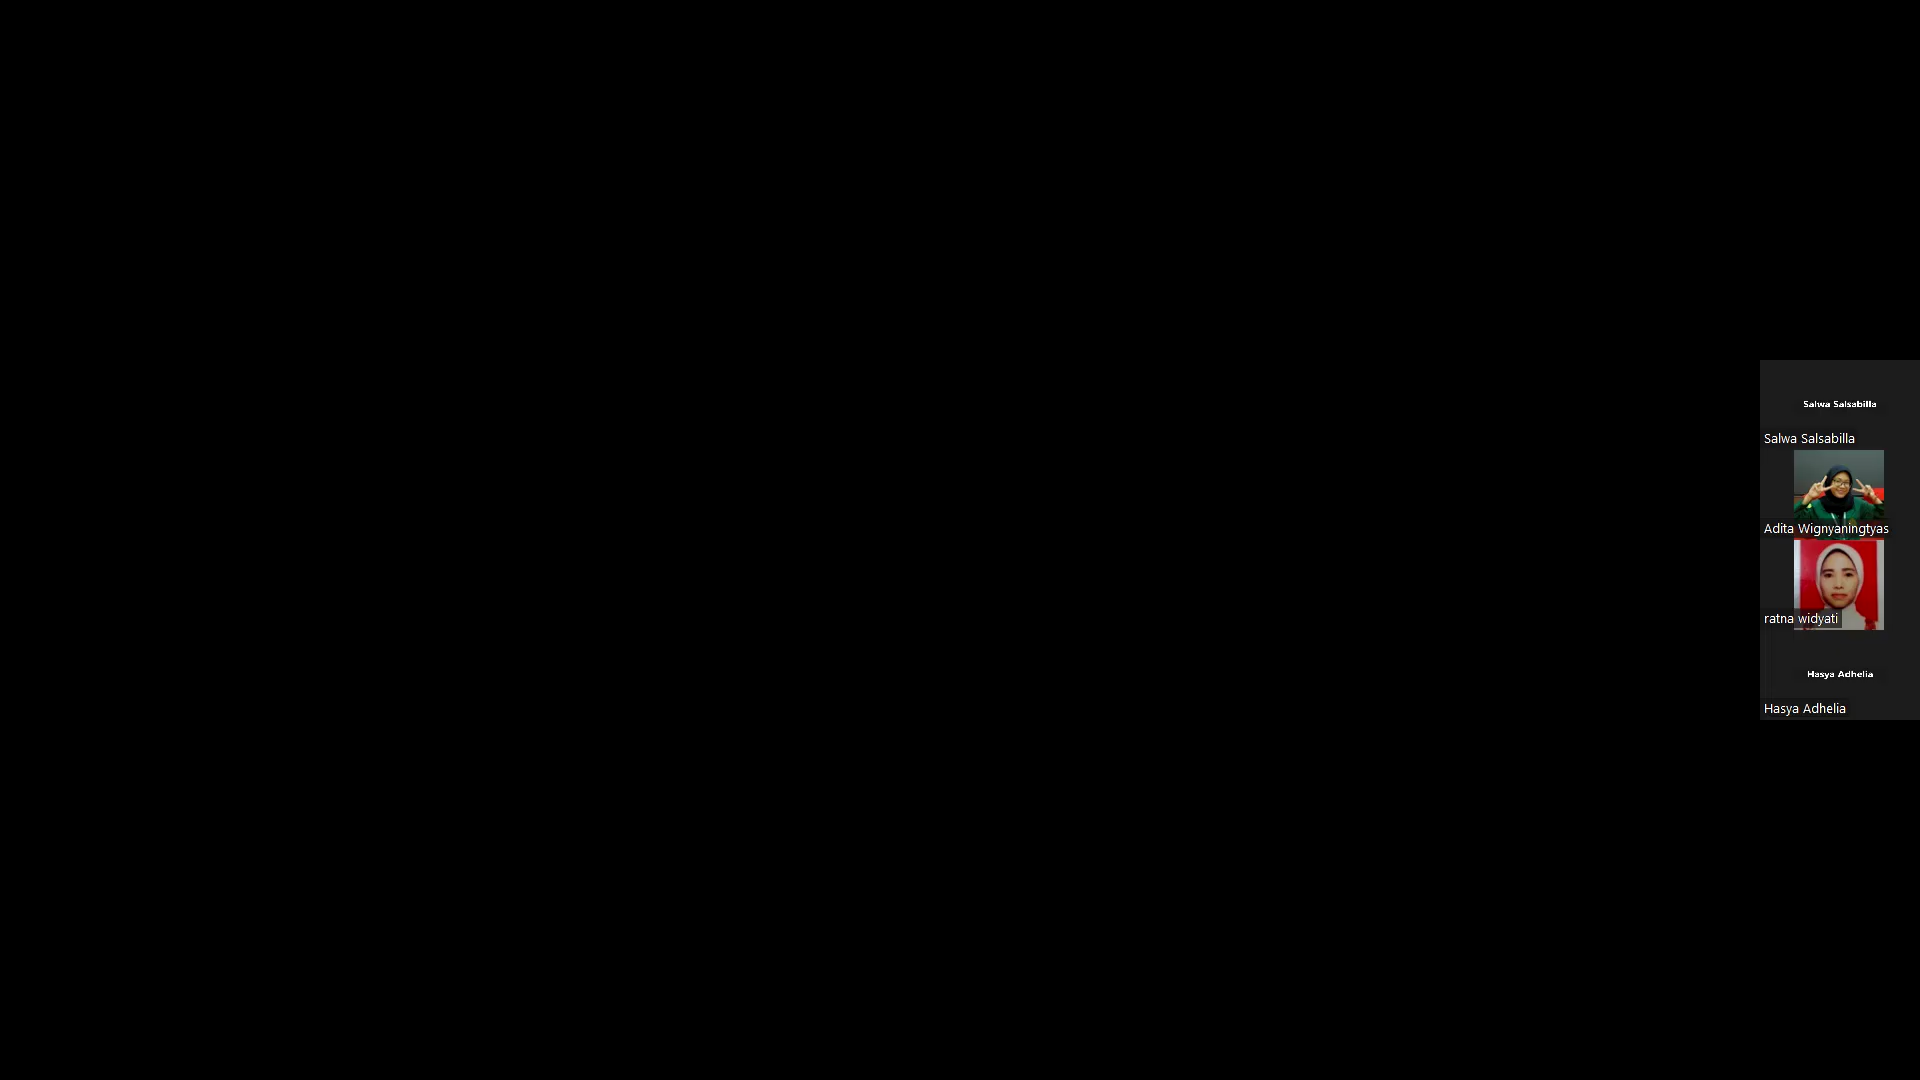 Salwa Salsabilla
Salwa Salsabilla
Adita Wignyaningtyas
ratna widyati
Hasya Adhelia
Hasya Adhelia